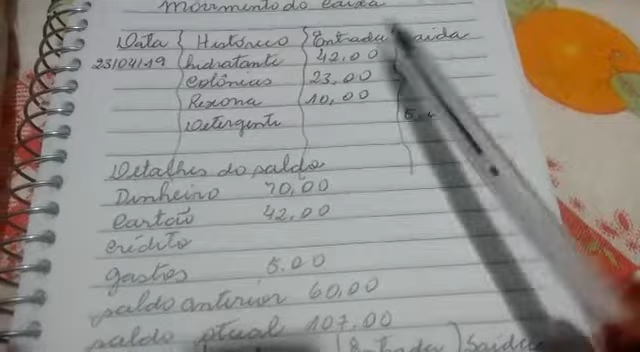 Movimento do Caixa
Data Histórico Entrada Saída
23/04/19 hidratante 42,00
Colônias 23,00
Rexona 10,00
Detergente 5,
Detalhes do saldo
Dinheiro 70,00
Cartão 42,00
crédito
gastos 5.00
saldo anterior 60,00
saldo atual 107,00
Entrada Saída